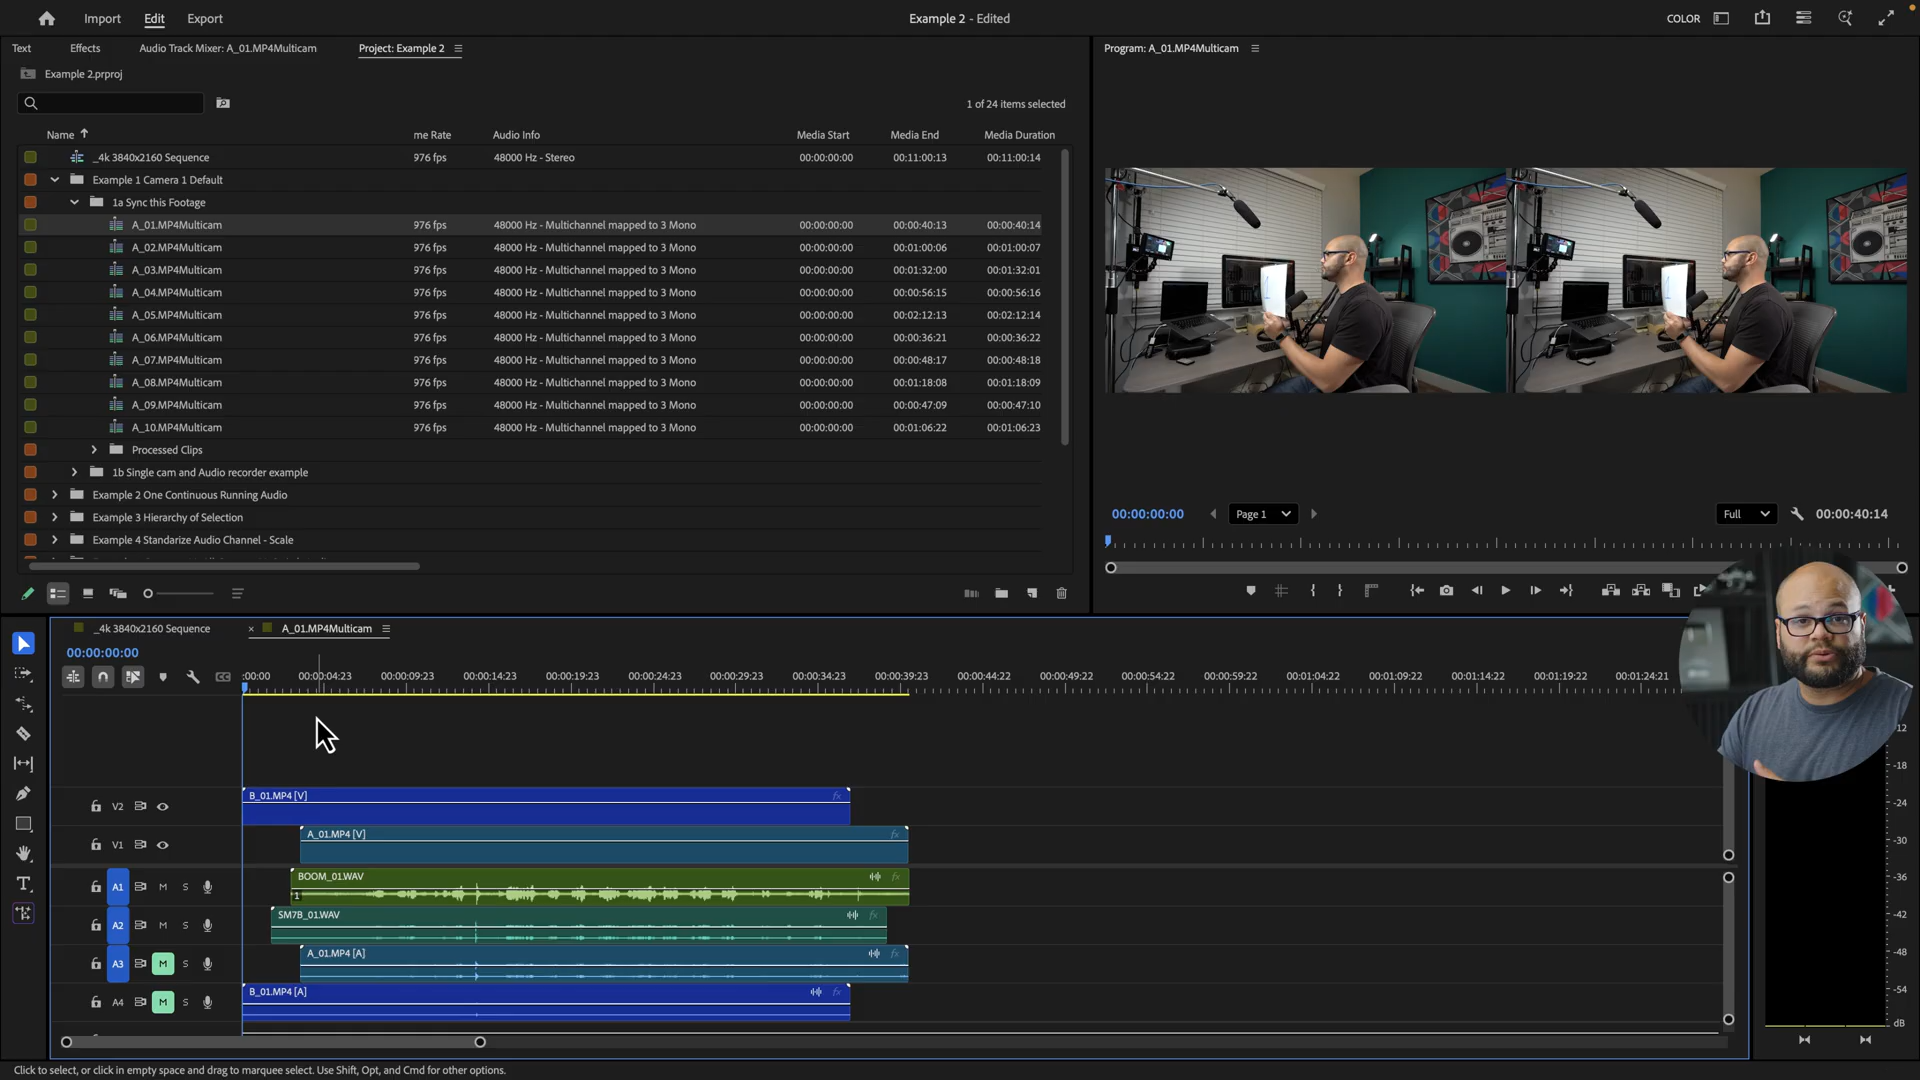 Import Edit Export Example 2 - Edited COLOR
Text Effects Audio Track Mixer: A_01.MP4Multicam Project: Example 2 Program: A_01.MP4Multicam
Example 2.prproj
1 of 24 items selected
Name me Rate Audio Info Media Start Media End Media Duration
_4k 3840x2160 Sequence 976 fps 48000 Hz - Stereo 00:00:00:00 00:11:00:13 00:11:00:14
Example 1 Camera 1 Default
1a Sync this Footage
A_01.MP4Multicam 976 fps 48000 Hz - Multichannel mapped to 3 Mono 00:00:00:00 00:00:40:13 00:00:40:14
A_02.MP4Multicam 976 fps 48000 Hz - Multichannel mapped to 3 Mono 00:00:00:00 00:01:00:06 00:01:00:07
A_03.MP4Multicam 976 fps 48000 Hz - Multichannel mapped to 3 Mono 00:00:00:00 00:01:32:00 00:01:32:01
A_04.MP4Multicam 976 fps 48000 Hz - Multichannel mapped to 3 Mono 00:00:00:00 00:00:56:15 00:00:56:16
A_05.MP4Multicam 976 fps 48000 Hz - Multichannel mapped to 3 Mono 00:00:00:00 00:02:12:13 00:02:12:14
A_06.MP4Multicam 976 fps 48000 Hz - Multichannel mapped to 3 Mono 00:00:00:00 00:00:36:21 00:00:36:22
A_07.MP4Multicam 976 fps 48000 Hz - Multichannel mapped to 3 Mono 00:00:00:00 00:00:48:17 00:00:48:18
A_08.MP4Multicam 976 fps 48000 Hz - Multichannel mapped to 3 Mono 00:00:00:00 00:01:18:08 00:01:18:09
A_09.MP4Multicam 976 fps 48000 Hz - Multichannel mapped to 3 Mono 00:00:00:00 00:00:47:09 00:00:47:10
A_10.MP4Multicam 976 fps 48000 Hz - Multichannel mapped to 3 Mono 00:00:00:00 00:01:06:22 00:01:06:23
Processed Clips
1b Single cam and Audio recorder example
Example 2 One Continuous Running Audio
Example 3 Hierarchy of Selection
Example 4 Standarize Audio Channel - Scale
00:00:00:00 Page 1 Full 00:00:40:14
_4k 3840x2160 Sequence × A_01.MP4Multicam
00:00:00:00
:00:00 00:00:04:23 00:00:09:23 00:00:14:23 00:00:19:23 00:00:24:23 00:00:29:23 00:00:34:23 00:00:39:23 00:00:44:22 00:00:49:22 00:00:54:22 00:00:59:22 00:01:04:22 00:01:09:22 00:01:14:22 00:01:19:22 00:01:24:21
V2 B_01.MP4 [V] fx
V1 A_01.MP4 [V] fx
A1 M S BOOM_01.WAV fx
1
A2 M S SM7B_01.WAV fx
A3 M S A_01.MP4 [A] fx
A4 M S B_01.MP4 [A] fx
-12
-18
-24
-30
-36
-42
-48
-54
dB
Click to select, or click in empty space and drag to marquee select. Use Shift, Opt, and Cmd for other options.